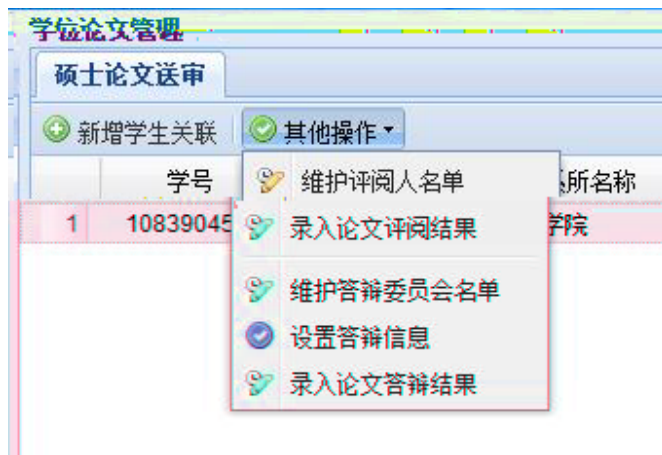 学位论文管理
硕士论文送审
新增学生关联 其他操作
学号 所名称
1 10839045 学院
维护评阅人名单
录入论文评阅结果
维护答辩委员会名单
设置答辩信息
录入论文答辩结果